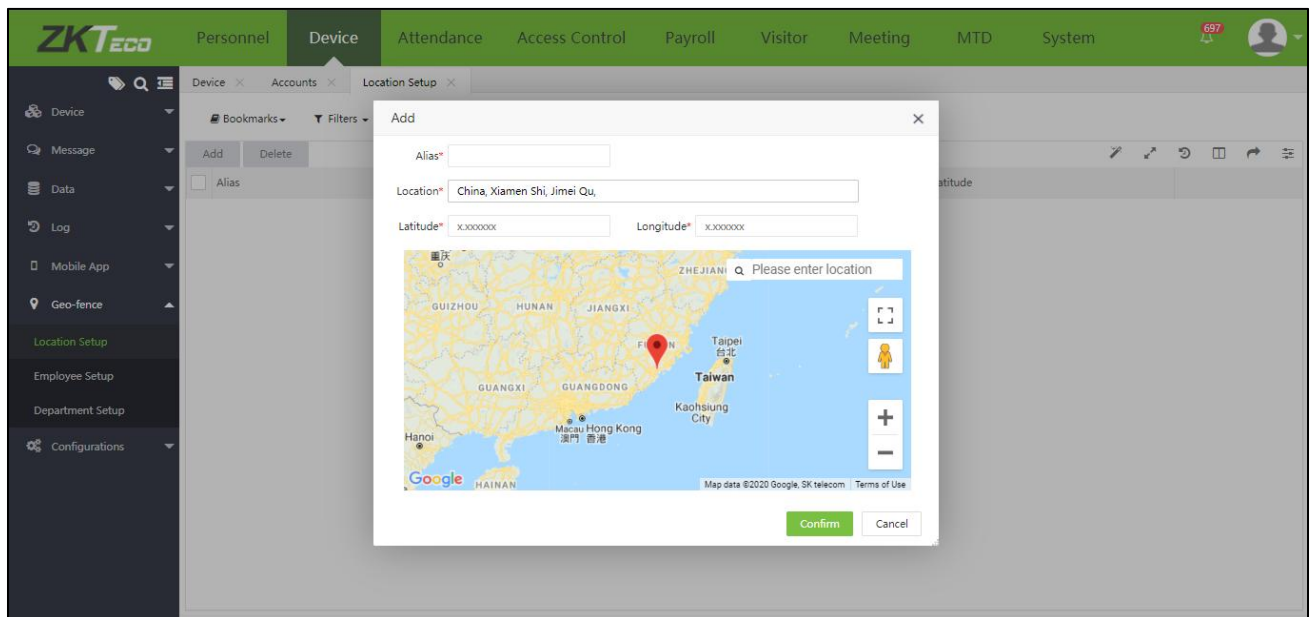 ZKTeco Personnel Device Attendance Access Control Payroll Visitor Meeting MTD System 697
Device Accounts Location Setup
Device
Message
Data
Log
Mobile App
Geo-fence
Location Setup
Employee Setup
Department Setup
Configurations
Bookmarks Filters
Add Delete
Alias atitude
Add
Alias*
Location* China, Xiamen Shi, Jimei Qu,
Latitude* x.xxxxxx Longitude* x.xxxxxx
Please enter location
重庆
ZHEJIAN
GUIZHOU HUNAN JIANGXI
FU N
Taipei
台北
Taiwan
GUANGXI GUANGDONG
Kaohsiung
City
Macau Hong Kong
澳門 香港
Hanoi
HAINAN
Google
Map data ©2020 Google, SK telecom Terms of Use
Confirm Cancel